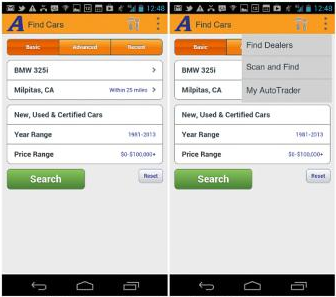 12:48
A Find Cars
Basic Advanced Recent
BMW 325i
Milpitas, CA Within 25 miles
New, Used & Certified Cars
Year Range 1981-2013
Price Range $0-$100,000+
Search Reset
12:48
A Find Cars
Basic
Find Dealers
BMW 325i
Scan and Find
Milpitas, CA
My AutoTrader
New, Used & Certified Cars
Year Range 1981-2013
Price Range $0-$100,000+
Search Reset